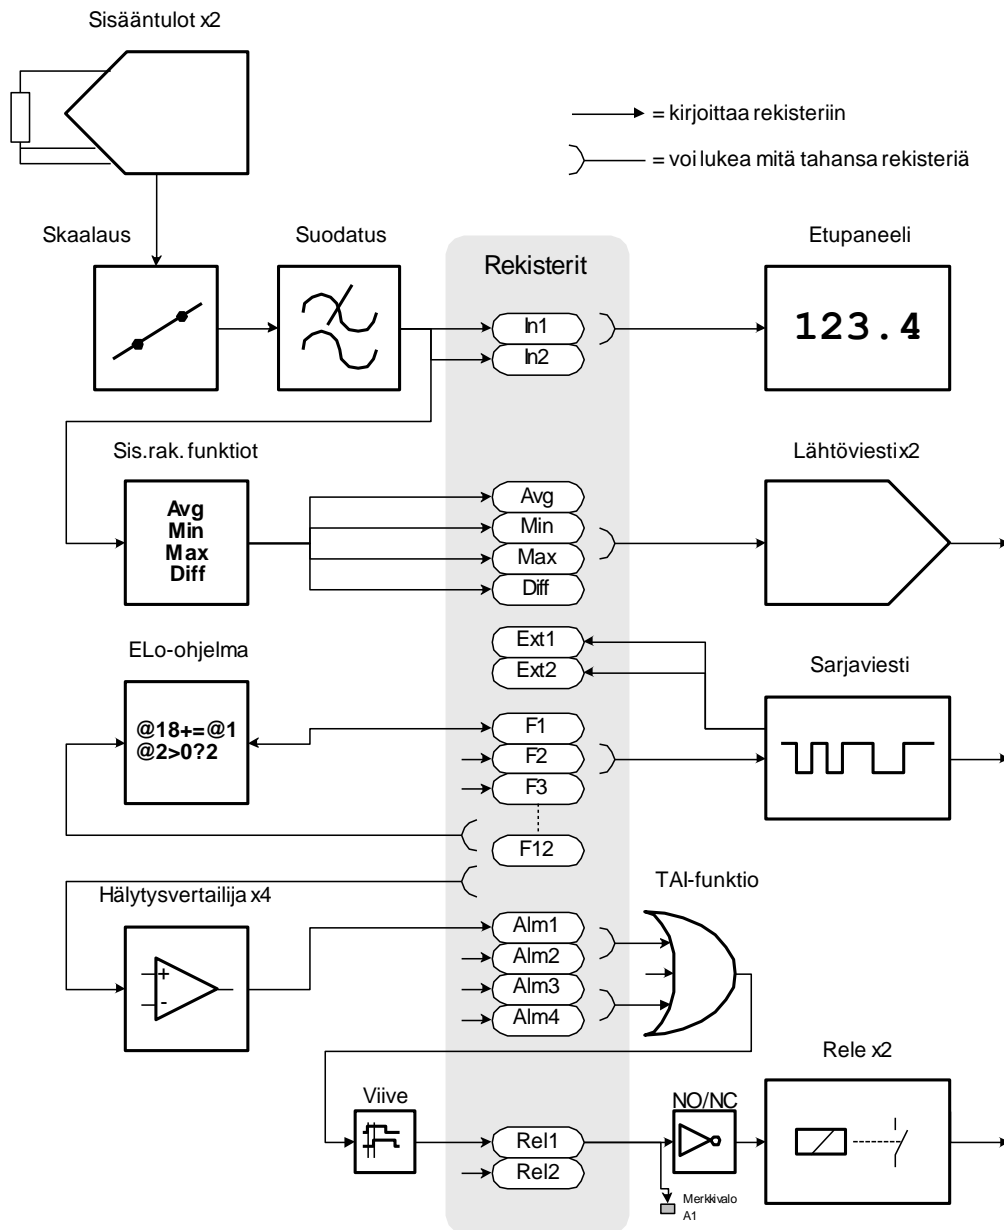 Sisääntulot x2
= kirjoittaa rekisteriin
= voi lukea mitä tahansa rekisteriä
Skaalaus
Suodatus
Rekisterit
Etupaneeli
In1
In2
123.4
Sis.rak. funktiot
Lähtöviesti x2
Avg
Min
Max
Diff
Avg
Min
Max
Diff
ELo-ohjelma
Ext1
Ext2
Sarjaviesti
@18+=@1
@2>0?2
F1
F2
F3
F12
Hälytysvertailija x4
TAI-funktio
+
-
Alm1
Alm2
Alm3
Alm4
Viive
NO/NC
Rele x2
Rel1
Rel2
Merkkivalo
A1